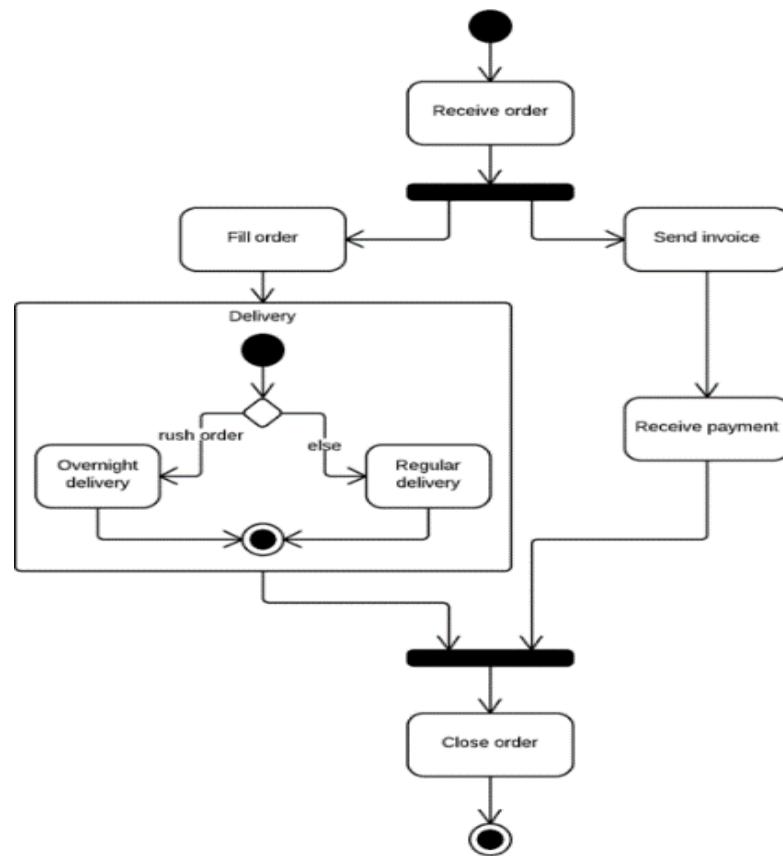 Receive order
Fill order
Send invoice
Delivery
rush order
else
Overnight
delivery
Regular
delivery
Receive payment
Close order